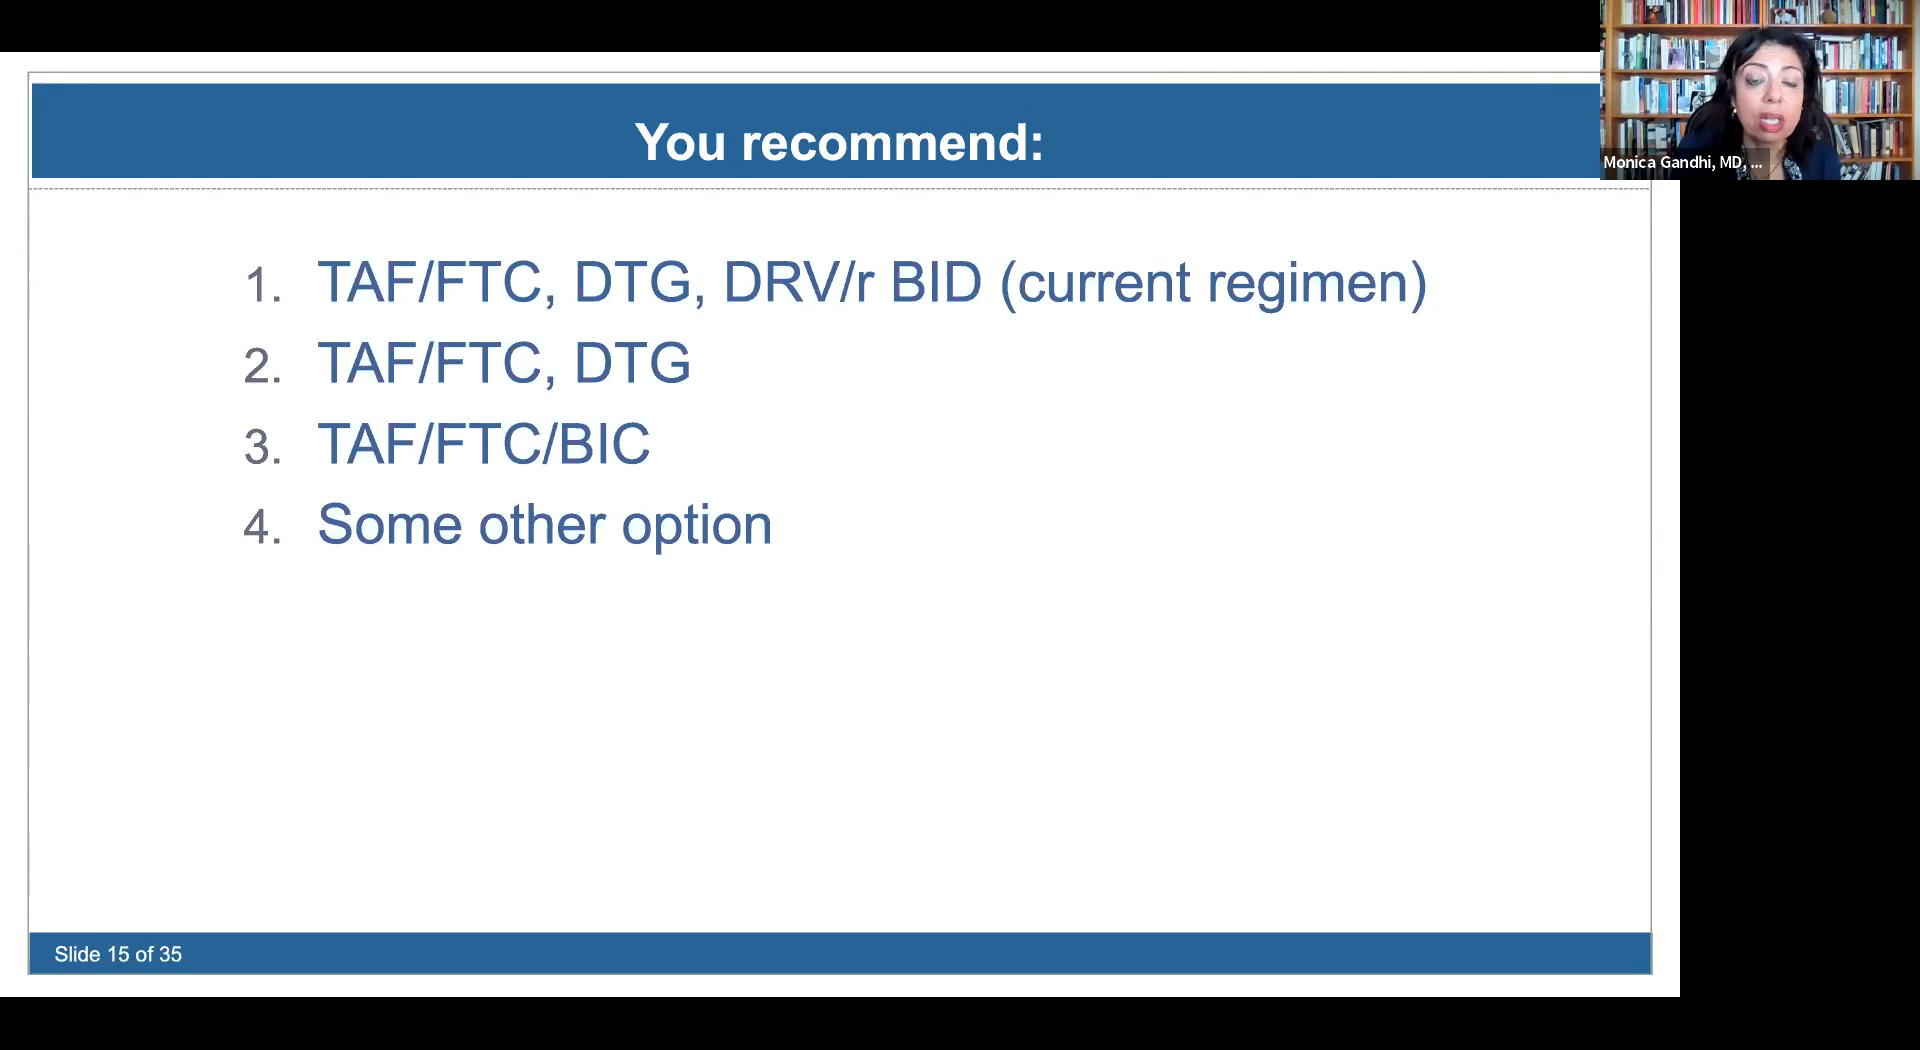 Monica Gandhi, MD, ...
You recommend:
1. TAF/FTC, DTG, DRV/r BID (current regimen)
2. TAF/FTC, DTG
3. TAF/FTC/BIC
4. Some other option
Slide 15 of 35